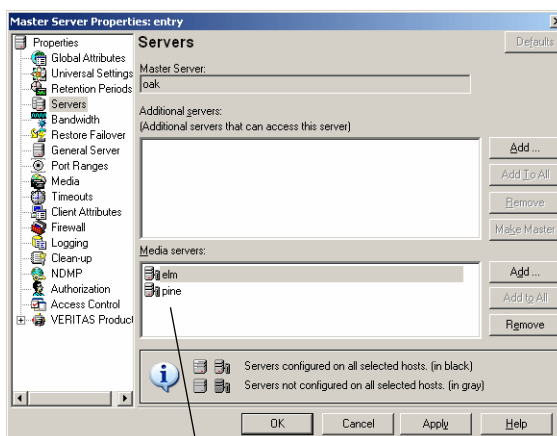 Master Server Properties: entry
Properties
Global Attributes
Universal Settings
Retention Periods
Servers
Bandwidth
Restore Failover
General Server
Port Ranges
Media
Timeouts
Client Attributes
Firewall
Logging
Clean-up
NDMP
Authorization
Access Control
VERITAS Product
Servers
Defaults
Master Server:
oak
Additional servers:
(Additional servers that can access this server)
Add ...
Add To All
Remove
Make Master
Media servers:
elm
pine
Add ...
Add to All
Remove
Servers configured on all selected hosts. (in black)
Servers not configured on all selected hosts. (in gray)
OK
Cancel
Apply
Help